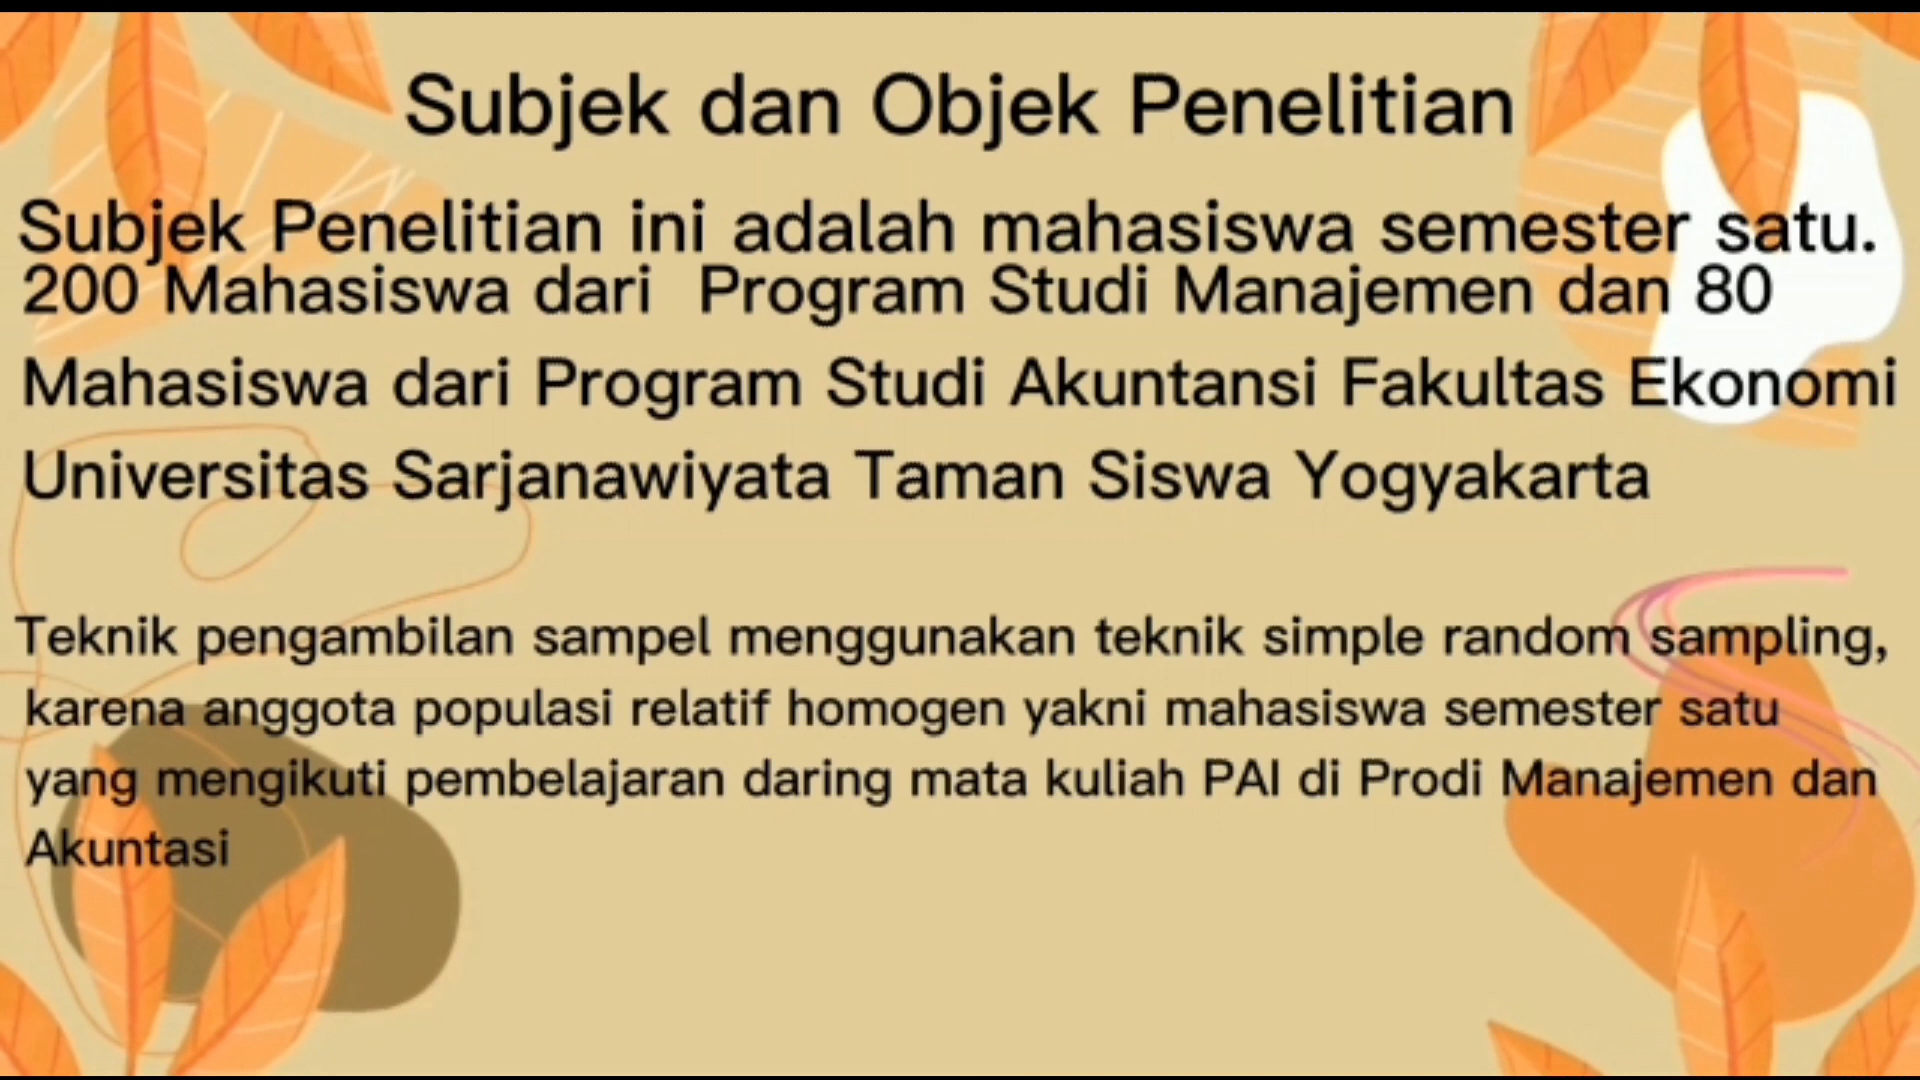 Subjek dan Objek Penelitian
Subjek Penelitian ini adalah mahasiswa semester satu.
200 Mahasiswa dari Program Studi Manajemen dan 80
Mahasiswa dari Program Studi Akuntansi Fakultas Ekonomi
Universitas Sarjanawiyata Taman Siswa Yogyakarta
Teknik pengambilan sampel menggunakan teknik simple random sampling,
karena anggota populasi relatif homogen yakni mahasiswa semester satu
yang mengikuti pembelajaran daring mata kuliah PAI di Prodi Manajemen dan
Akuntasi